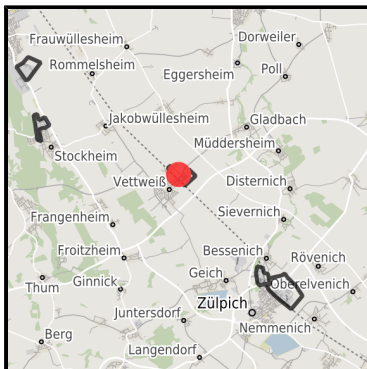 Frauwüllesheim
Dorweiler
Rommelsheim
Eggersheim
Poll
Jakobwüllesheim
Gladbach
Müddersheim
Stockheim
Vettweiß
Disternich
Sievernich
Frangenheim
Froitzheim
Bessenich
Rövenich
Geich
Thum
Ginnick
Oberelvenich
Zülpich
Juntersdorf
Nemmenich
Berg
Langendorf